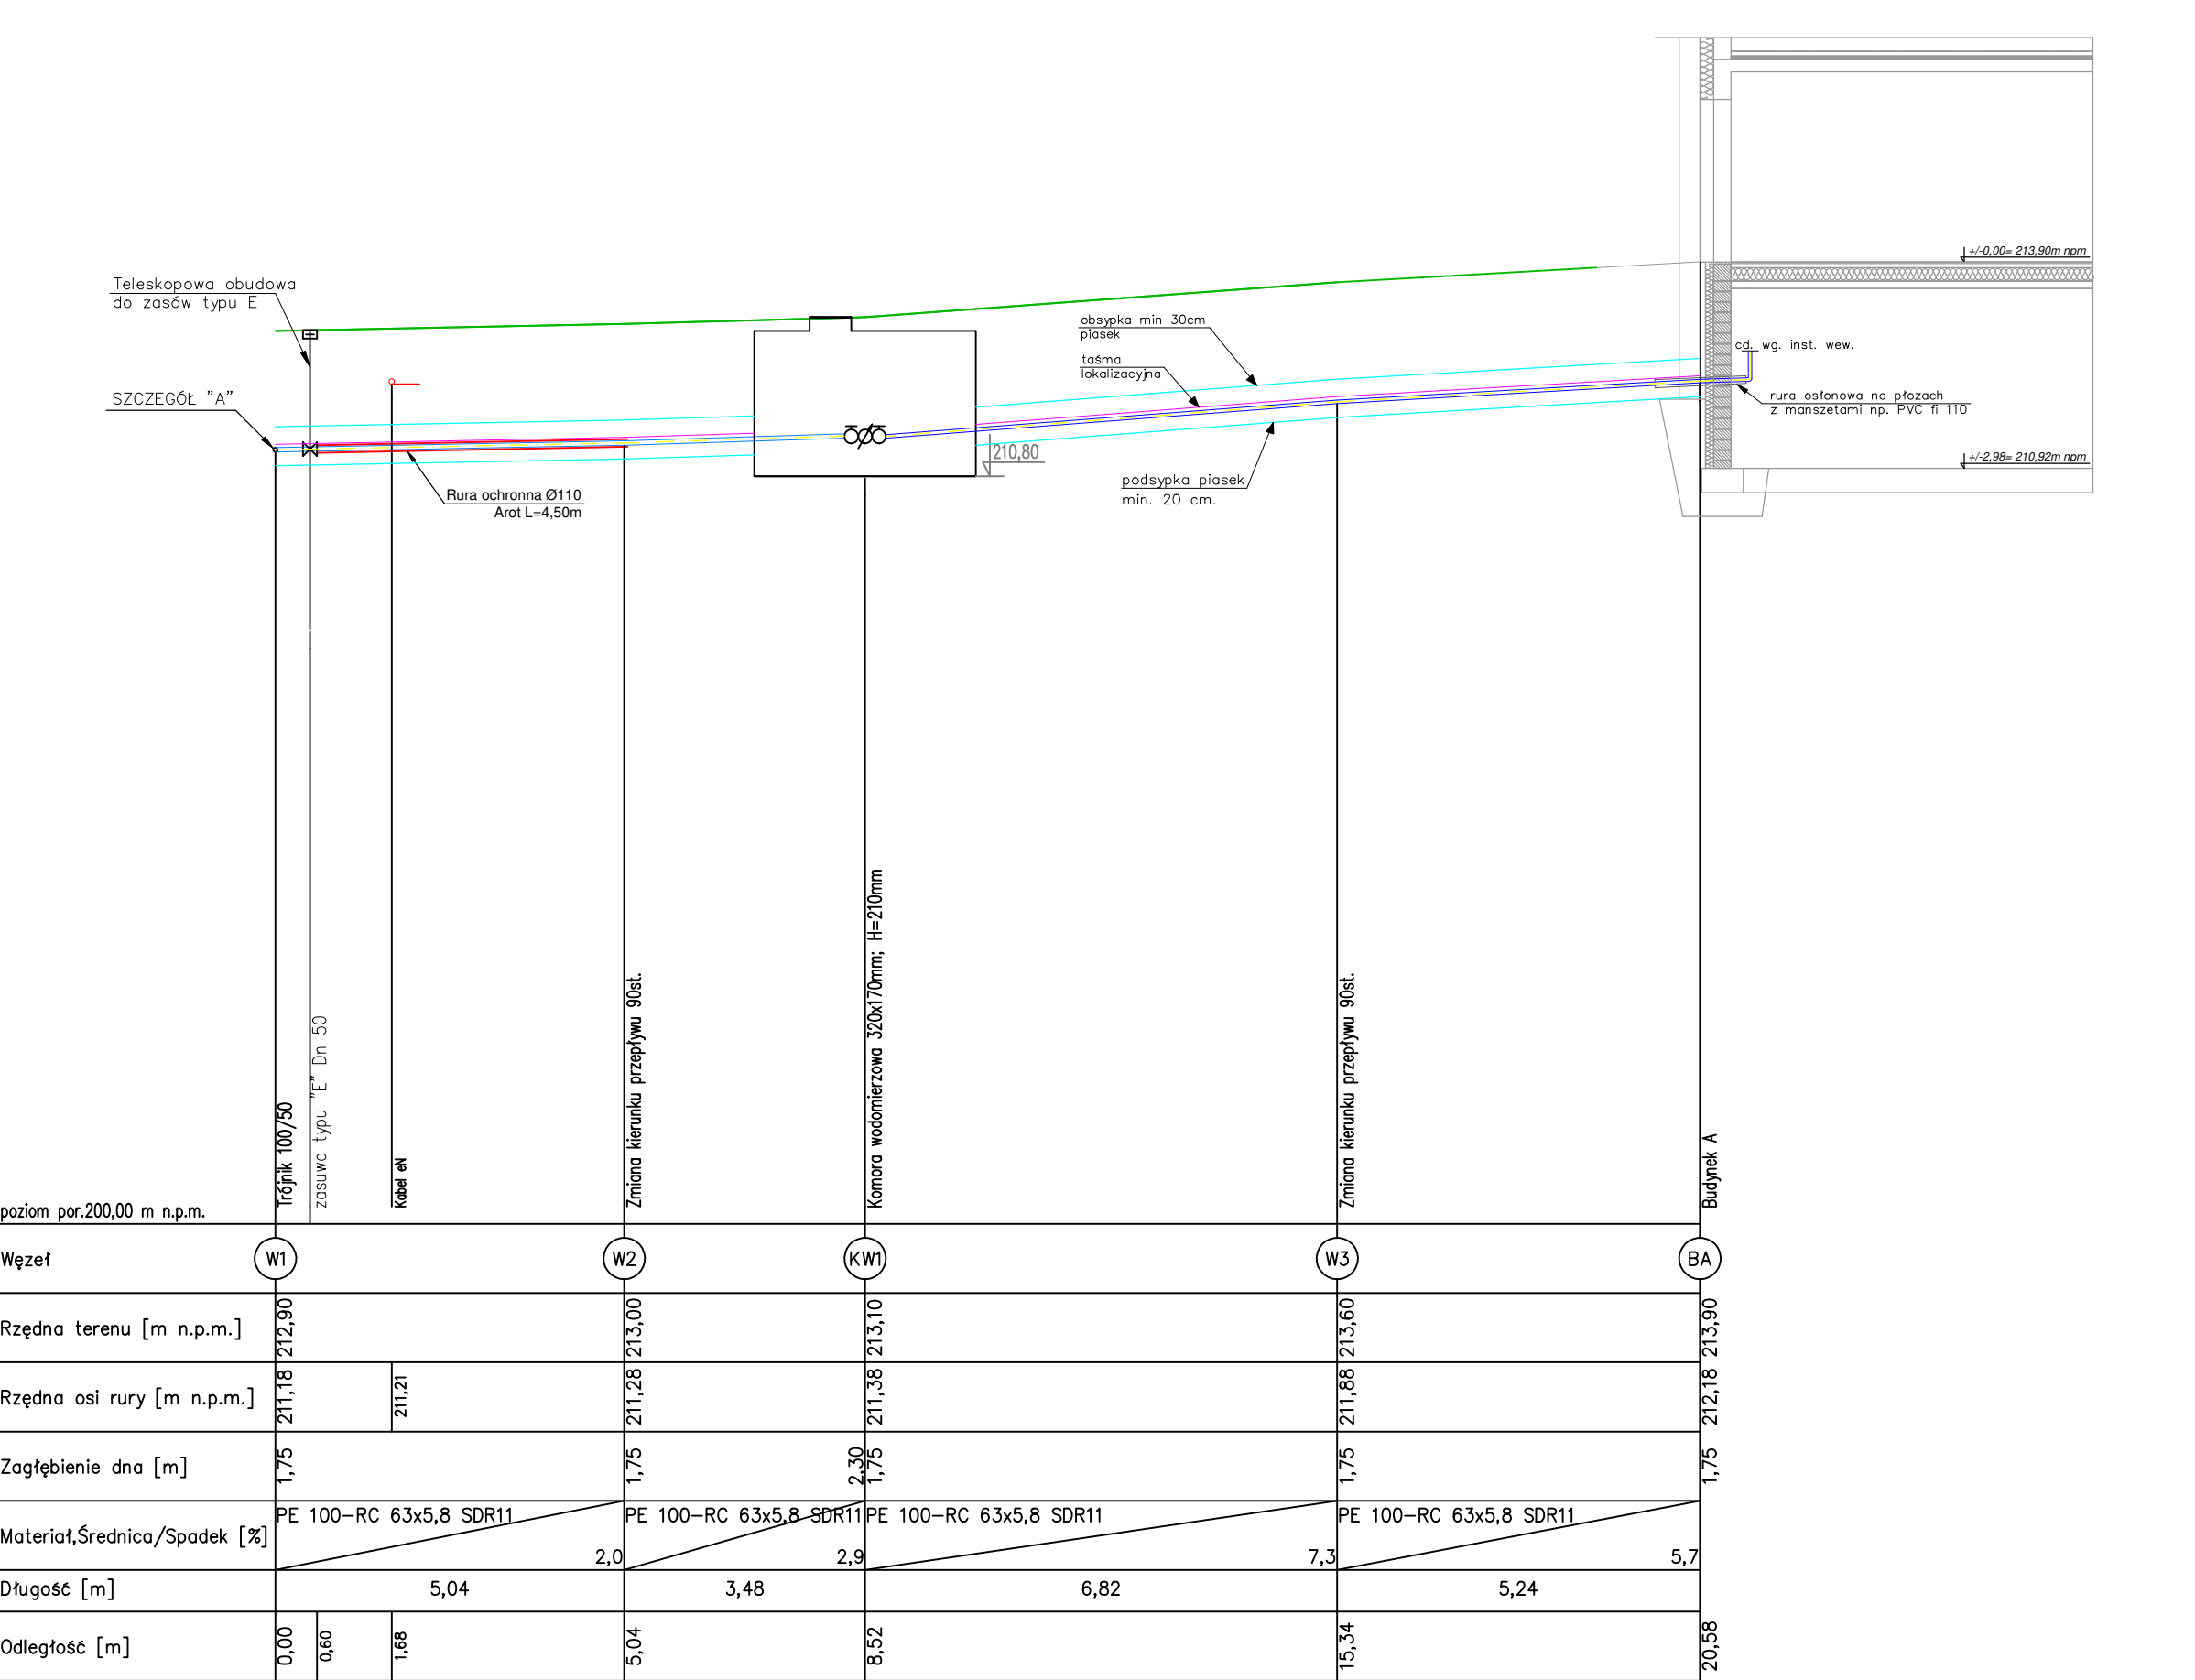 +/-0,00= 213,90m npm
Teleskopowa obudowa
do zasów typu E
obsypka min 30cm
piasek
taśma
lokalizacyjna
cd. wg. inst. wew.
SZCZEGÓŁ "A"
rura osłonowa na płozach
z manszetami np. PVC fi 110
210,80
+/-2,98= 210,92m npm
podsypka piasek
min. 20 cm.
Rura ochronna Ø110
Arot L=4,50m
Trójnik 100/50
zasuwa typu "E" Dn 50
Kabel eN
Zmiana kierunku przepływu 90st.
Komora wodomierzowa 320x170mm; H=210mm
Zmiana kierunku przepływu 90st.
Budynek A
poziom por.200,00 m n.p.m.
Węzeł W1 W2 KW1 W3 BA
Rzędna terenu [m n.p.m.] 212,90 213,00 213,10 213,60 213,90
Rzędna osi rury [m n.p.m.] 211,18 211,21 211,28 211,38 211,88 212,18
Zagłębienie dna [m] 1,75 1,75 2,30 1,75 1,75 1,75
Materiał,Średnica/Spadek [%] PE 100-RC 63x5,8 SDR11 PE 100-RC 63x5,8 SDR11 PE 100-RC 63x5,8 SDR11 PE 100-RC 63x5,8 SDR11
2,0 2,9 7,3 5,7
Długość [m] 5,04 3,48 6,82 5,24
Odległość [m] 0,00 0,60 1,68 5,04 8,52 15,34 20,58